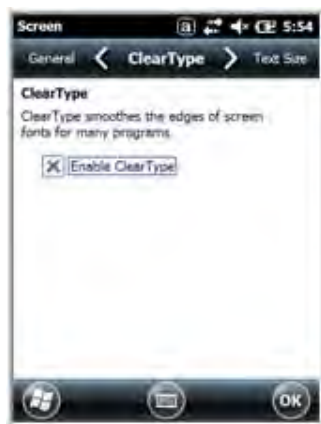 Screen a 5:54
General ClearType Text Size
ClearType
ClearType smoothes the edges of screen
fonts for many programs.
Enable ClearType
OK